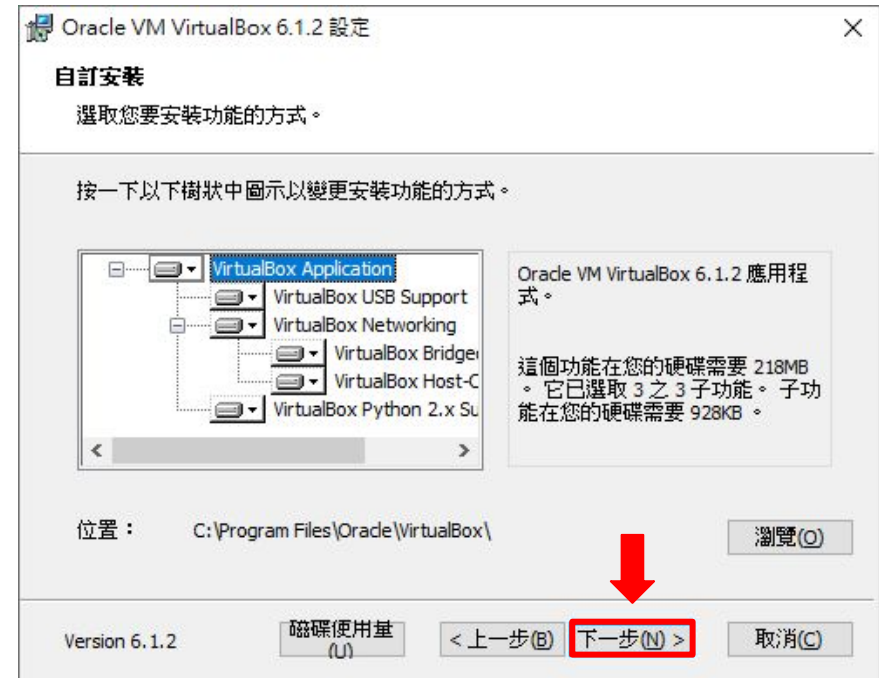 Oracle VM VirtualBox 6.1.2 設定
自訂安裝
選取您要安裝功能的方式。
按一下以下樹狀中圖示以變更安裝功能的方式。
VirtualBox Application
VirtualBox USB Support
VirtualBox Networking
VirtualBox Bridge
VirtualBox Host-C
VirtualBox Python 2.x Su
Oracle VM VirtualBox 6.1.2 應用程
式。
這個功能在您的硬碟需要 218MB
。 它已選取 3 之 3 子功能。 子功
能在您的硬碟需要 928KB 。
位置：
C:\Program Files\Oracle\VirtualBox\
瀏覽(O)
Version 6.1.2
磁碟使用量
(U)
< 上一步(B)
下一步(N) >
取消(C)